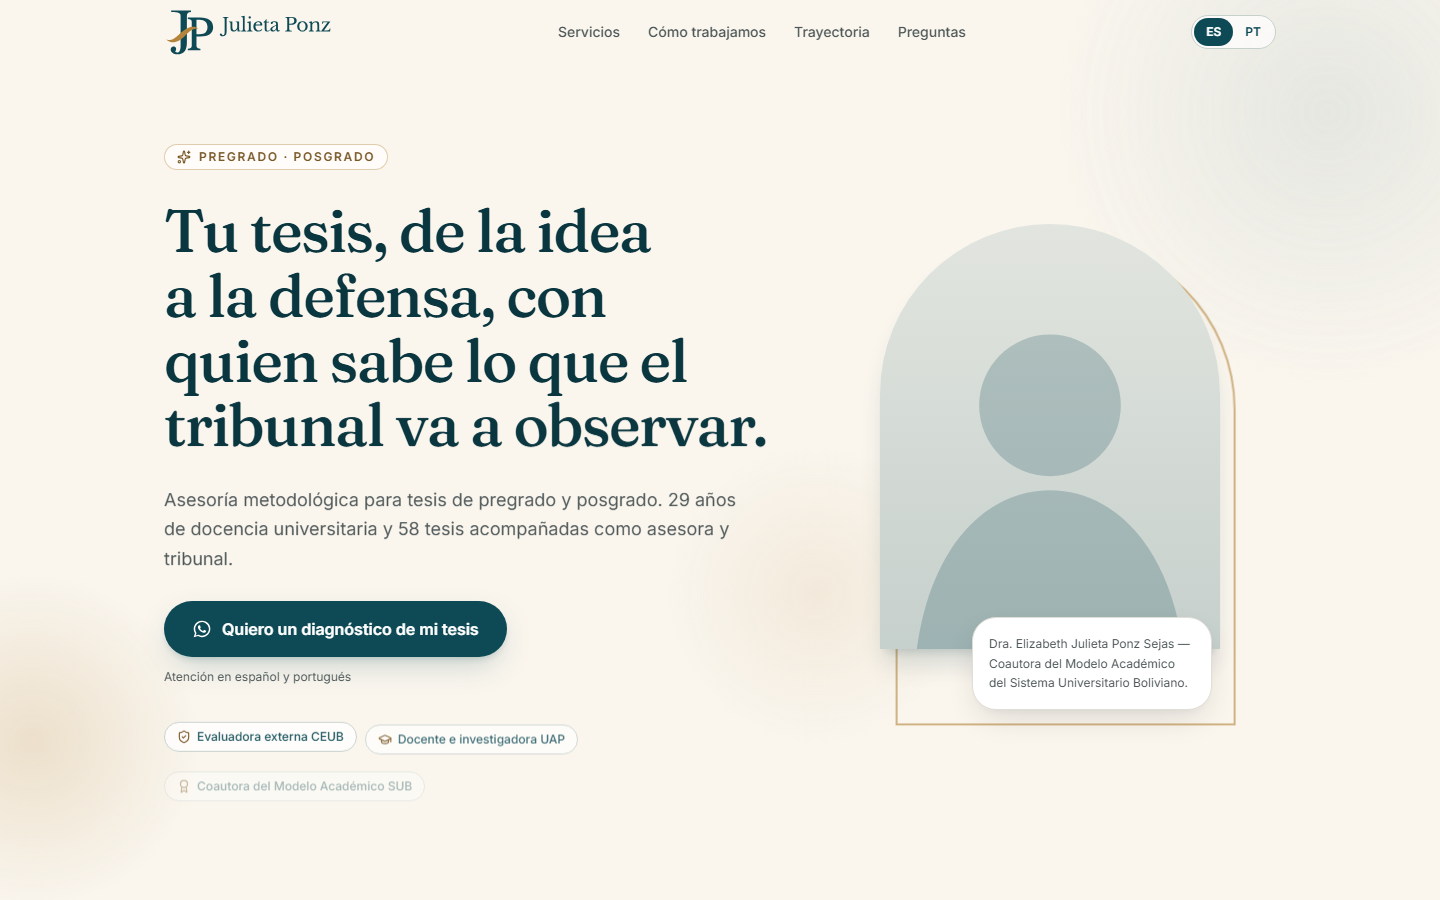 JP Julieta Ponz
Servicios
Cómo trabajamos
Trayectoria
Preguntas
ES
PT
PREGRADO · POSGRADO
Tu tesis, de la idea
a la defensa, con
quien sabe lo que el
tribunal va a observar.
Asesoría metodológica para tesis de pregrado y posgrado. 29 años
de docencia universitaria y 58 tesis acompañadas como asesora y
tribunal.
Quiero un diagnóstico de mi tesis
Atención en español y portugués
Evaluadora externa CEUB
Docente e investigadora UAP
Coautora del Modelo Académico SUB
Dra. Elizabeth Julieta Ponz Sejas —
Coautora del Modelo Académico
del Sistema Universitario Boliviano.